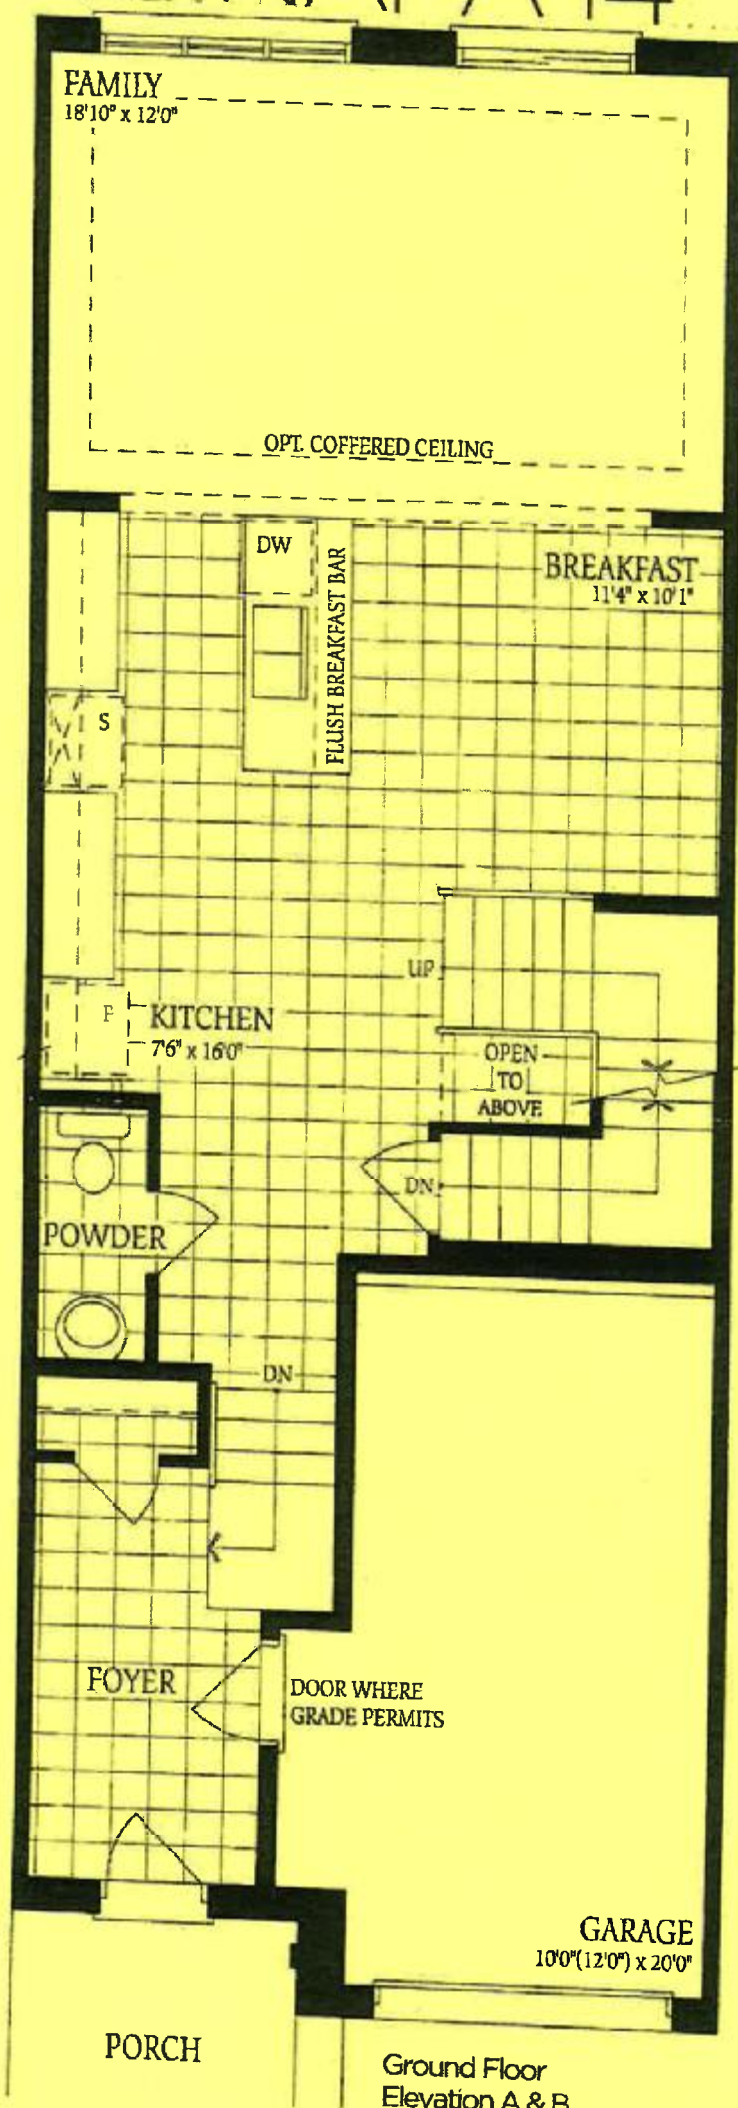 FAMILY
18'10" x 12'0"
OPT. COFFERED CEILING
DW
FLUSH BREAKFAST BAR
BREAKFAST
11'4" x 10'1"
S
UP
F
KITCHEN
7'6" x 16'0"
OPEN
TO
ABOVE
DN
POWDER
DN
FOYER
DOOR WHERE
GRADE PERMITS
GARAGE
10'0"(12'0") x 20'0"
PORCH
Ground Floor
Elevation A & B